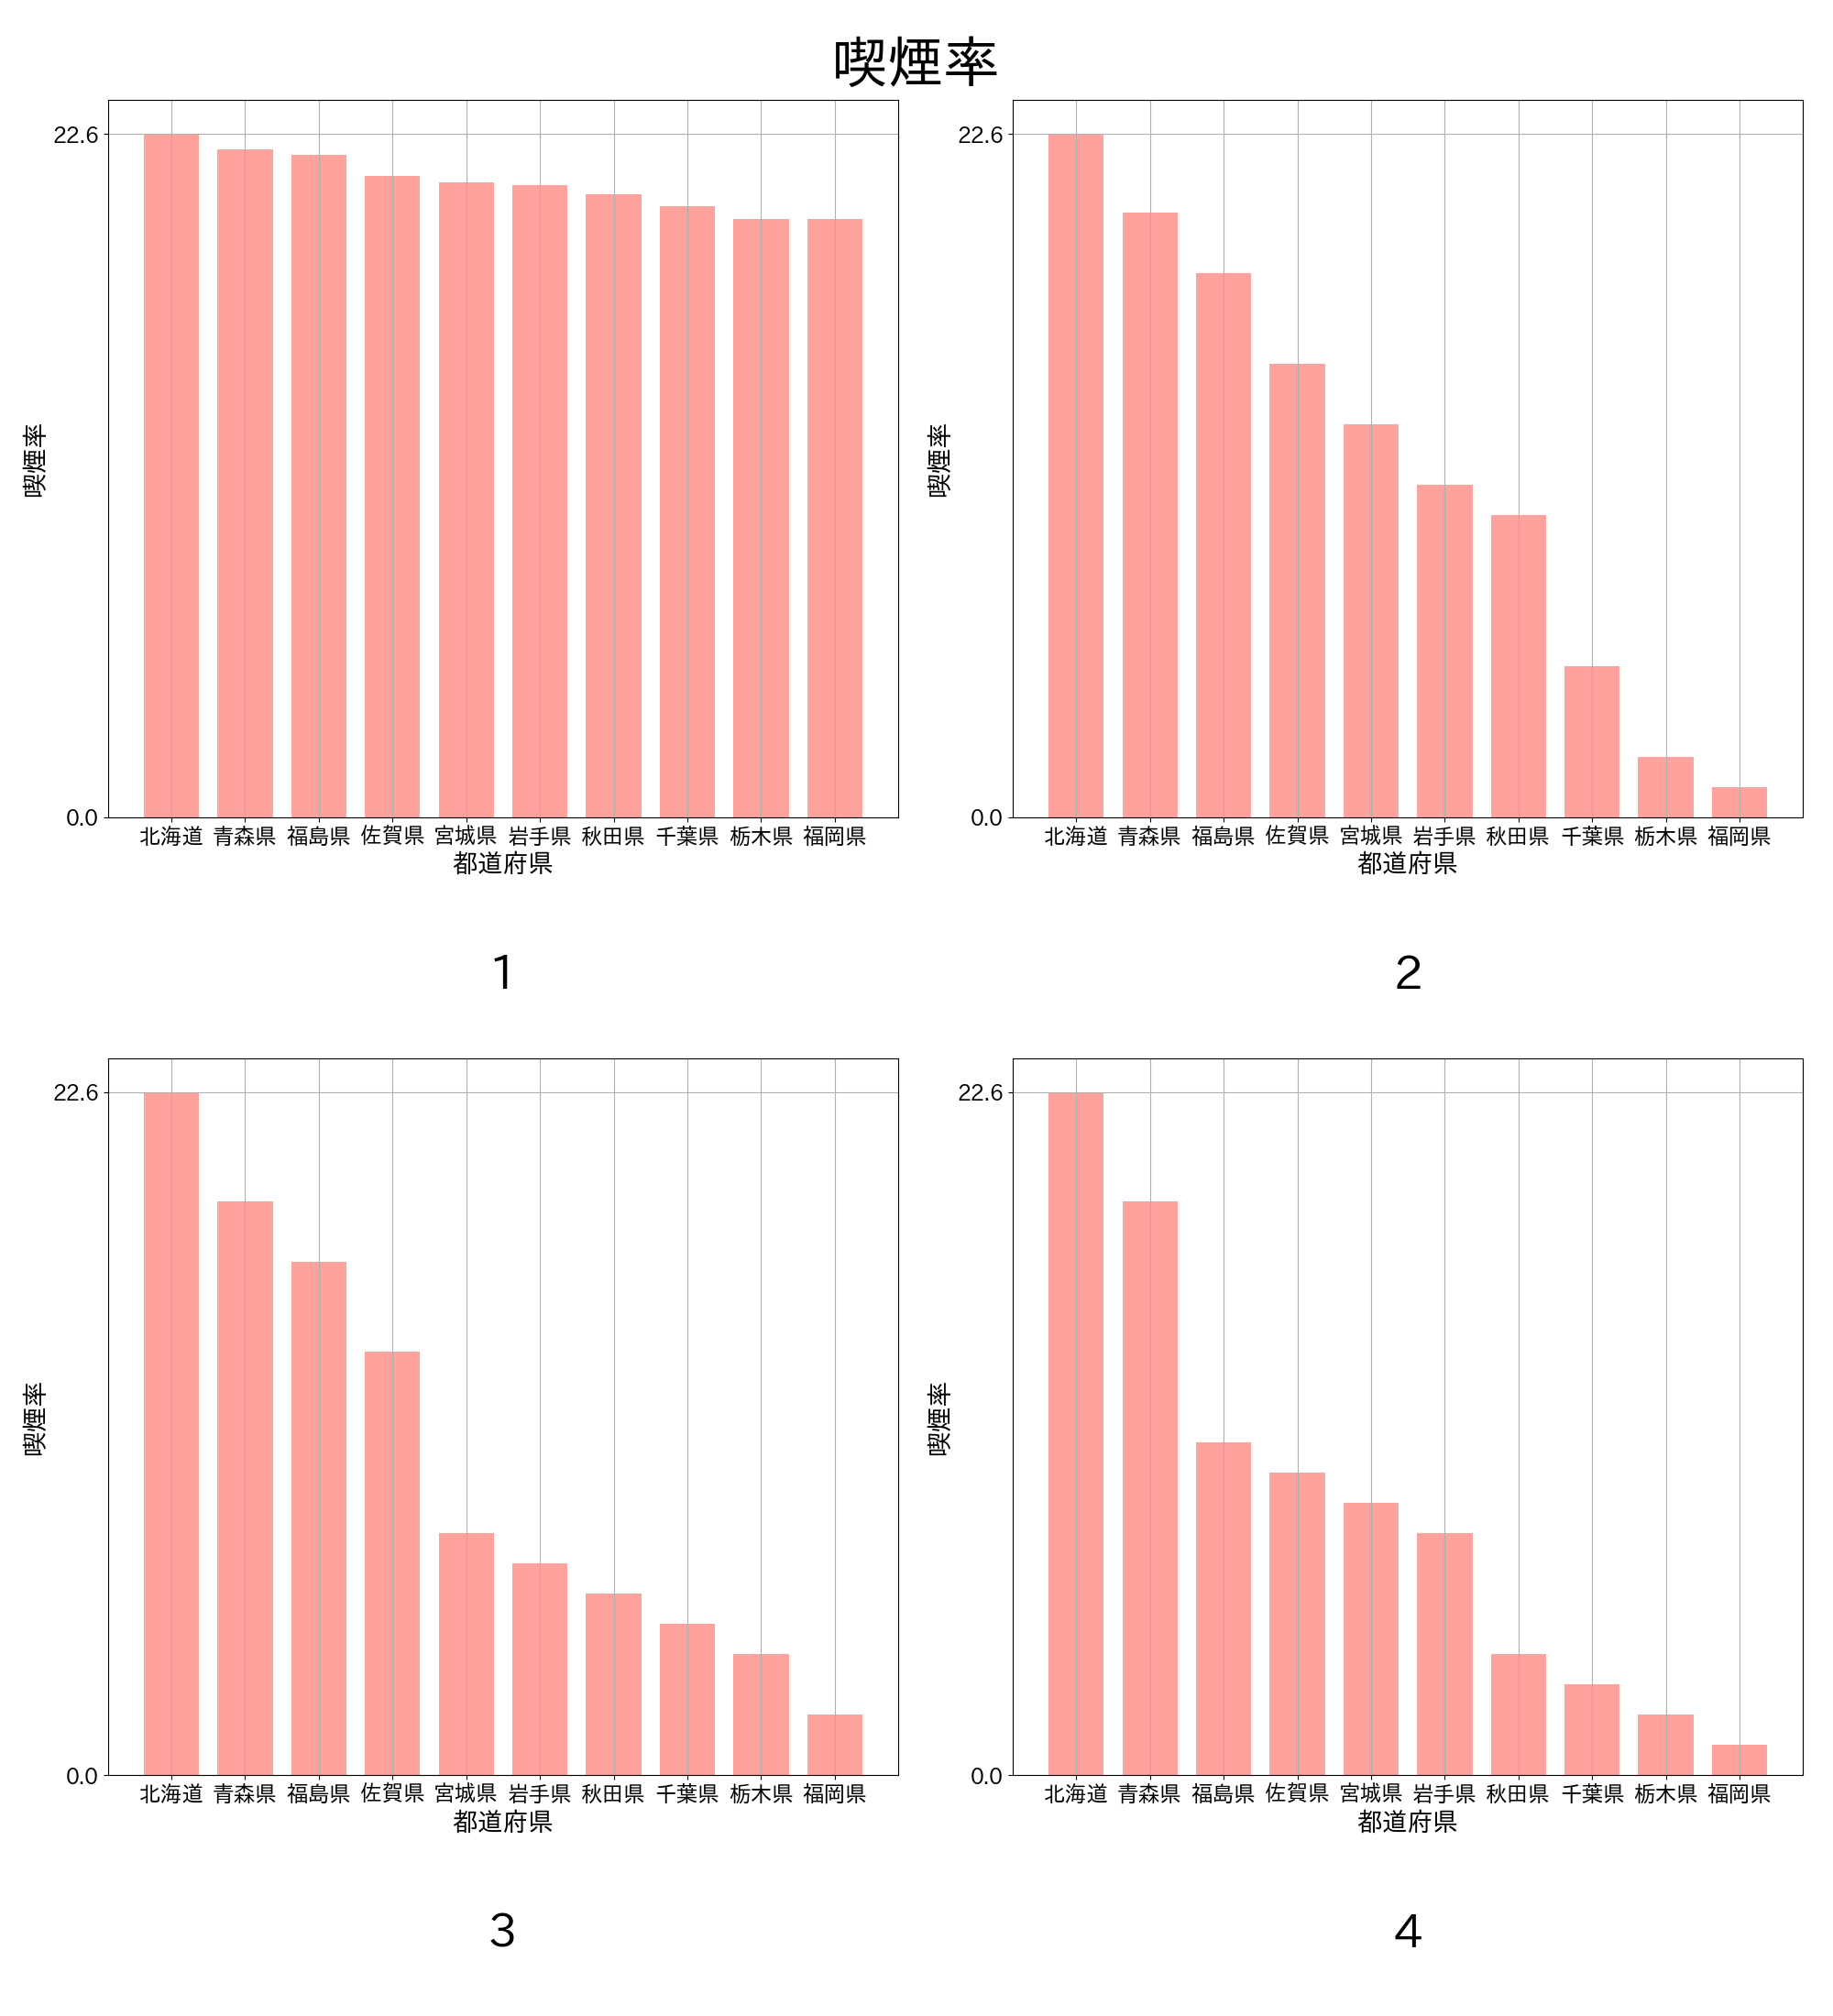 喫煙率
喫煙率
22.6
0.0
北海道 青森県 福島県 佐賀県 宮城県 岩手県 秋田県 千葉県 栃木県 福岡県
都道府県
1
喫煙率
22.6
0.0
北海道 青森県 福島県 佐賀県 宮城県 岩手県 秋田県 千葉県 栃木県 福岡県
都道府県
2
喫煙率
22.6
0.0
北海道 青森県 福島県 佐賀県 宮城県 岩手県 秋田県 千葉県 栃木県 福岡県
都道府県
3
喫煙率
22.6
0.0
北海道 青森県 福島県 佐賀県 宮城県 岩手県 秋田県 千葉県 栃木県 福岡県
都道府県
4